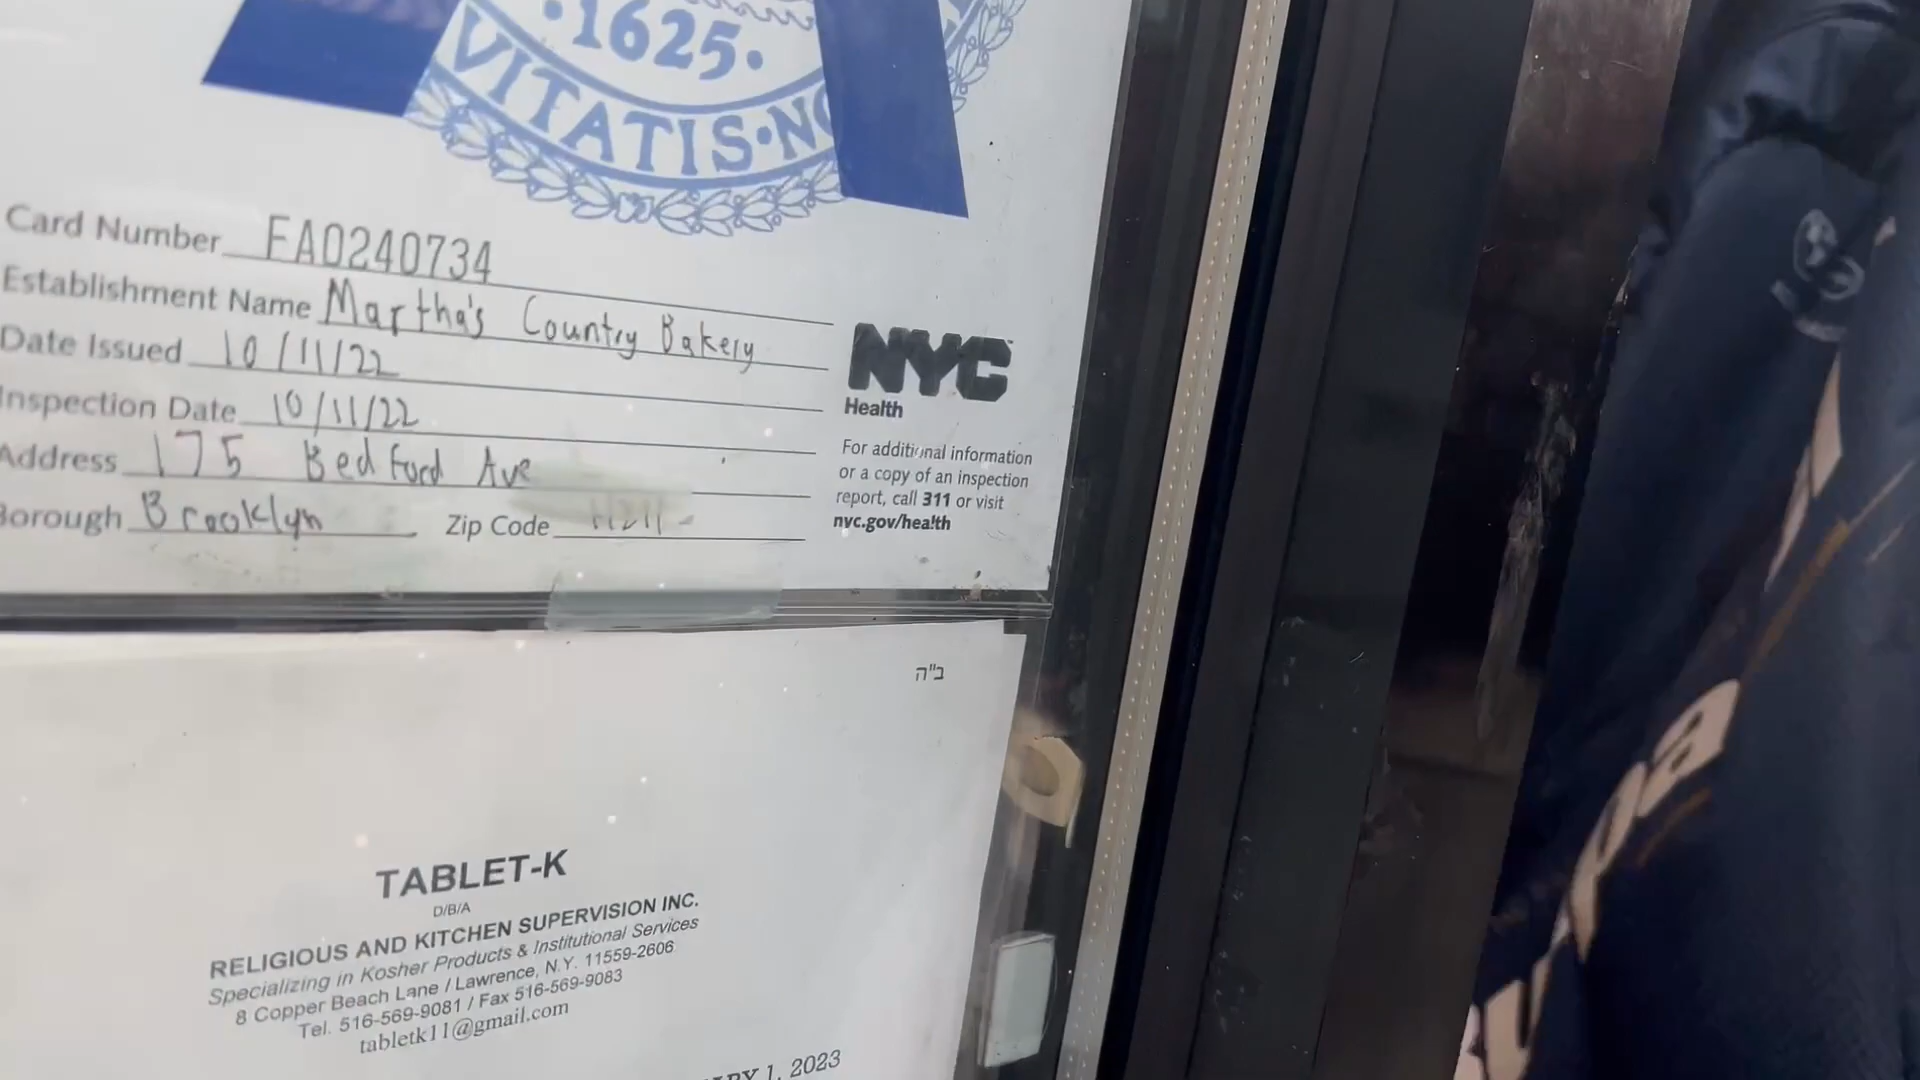 ·1625·
VITATIS·NO
Card Number FA0240734
Establishment Name Martha's Country Bakery
Date Issued 10/11/22
Inspection Date 10/11/22
Address 175 Bedford Ave
Borough Brooklyn Zip Code 11211
NYC
Health
For additional information
or a copy of an inspection
report, call 311 or visit
nyc.gov/health
ב"ה
TABLET-K
D/B/A
RELIGIOUS AND KITCHEN SUPERVISION INC.
Specializing in Kosher Products & Institutional Services
8 Copper Beach Lane / Lawrence, N.Y. 11559-2606
Tel. 516-569-9081 / Fax 516-569-9083
tabletk11@gmail.com
1, 2023